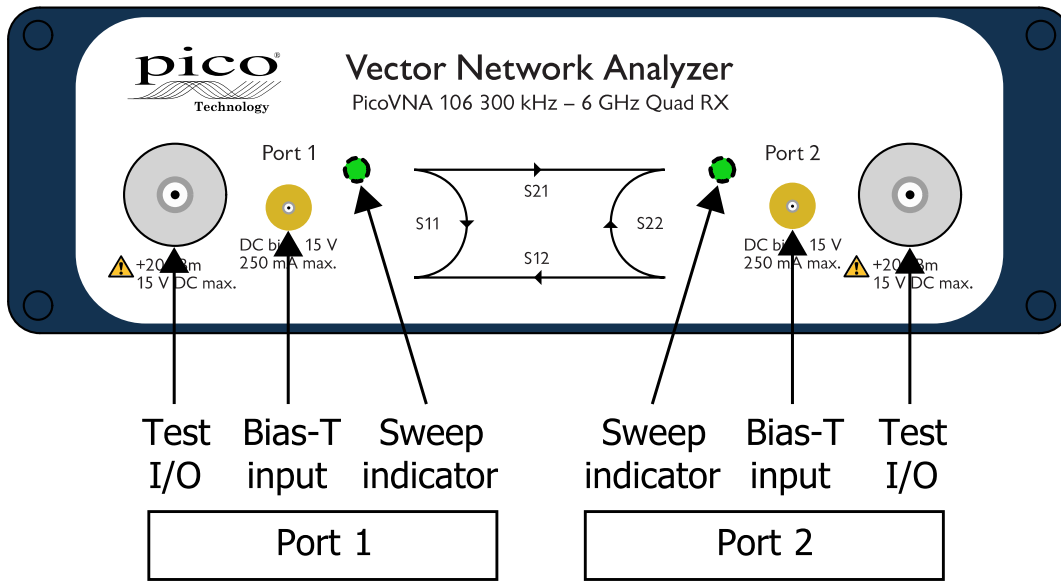 pico®
Technology
Vector Network Analyzer
PicoVNA 106 300 kHz – 6 GHz Quad RX
Port 1
Port 2
S21
S11
S22
S12
DC bias 15 V
250 mA max.
DC bias 15 V
250 mA max.
+20 dBm
15 V DC max.
+20 dBm
15 V DC max.
Test I/O
Bias-T input
Sweep indicator
Sweep indicator
Bias-T input
Test I/O
Port 1
Port 2